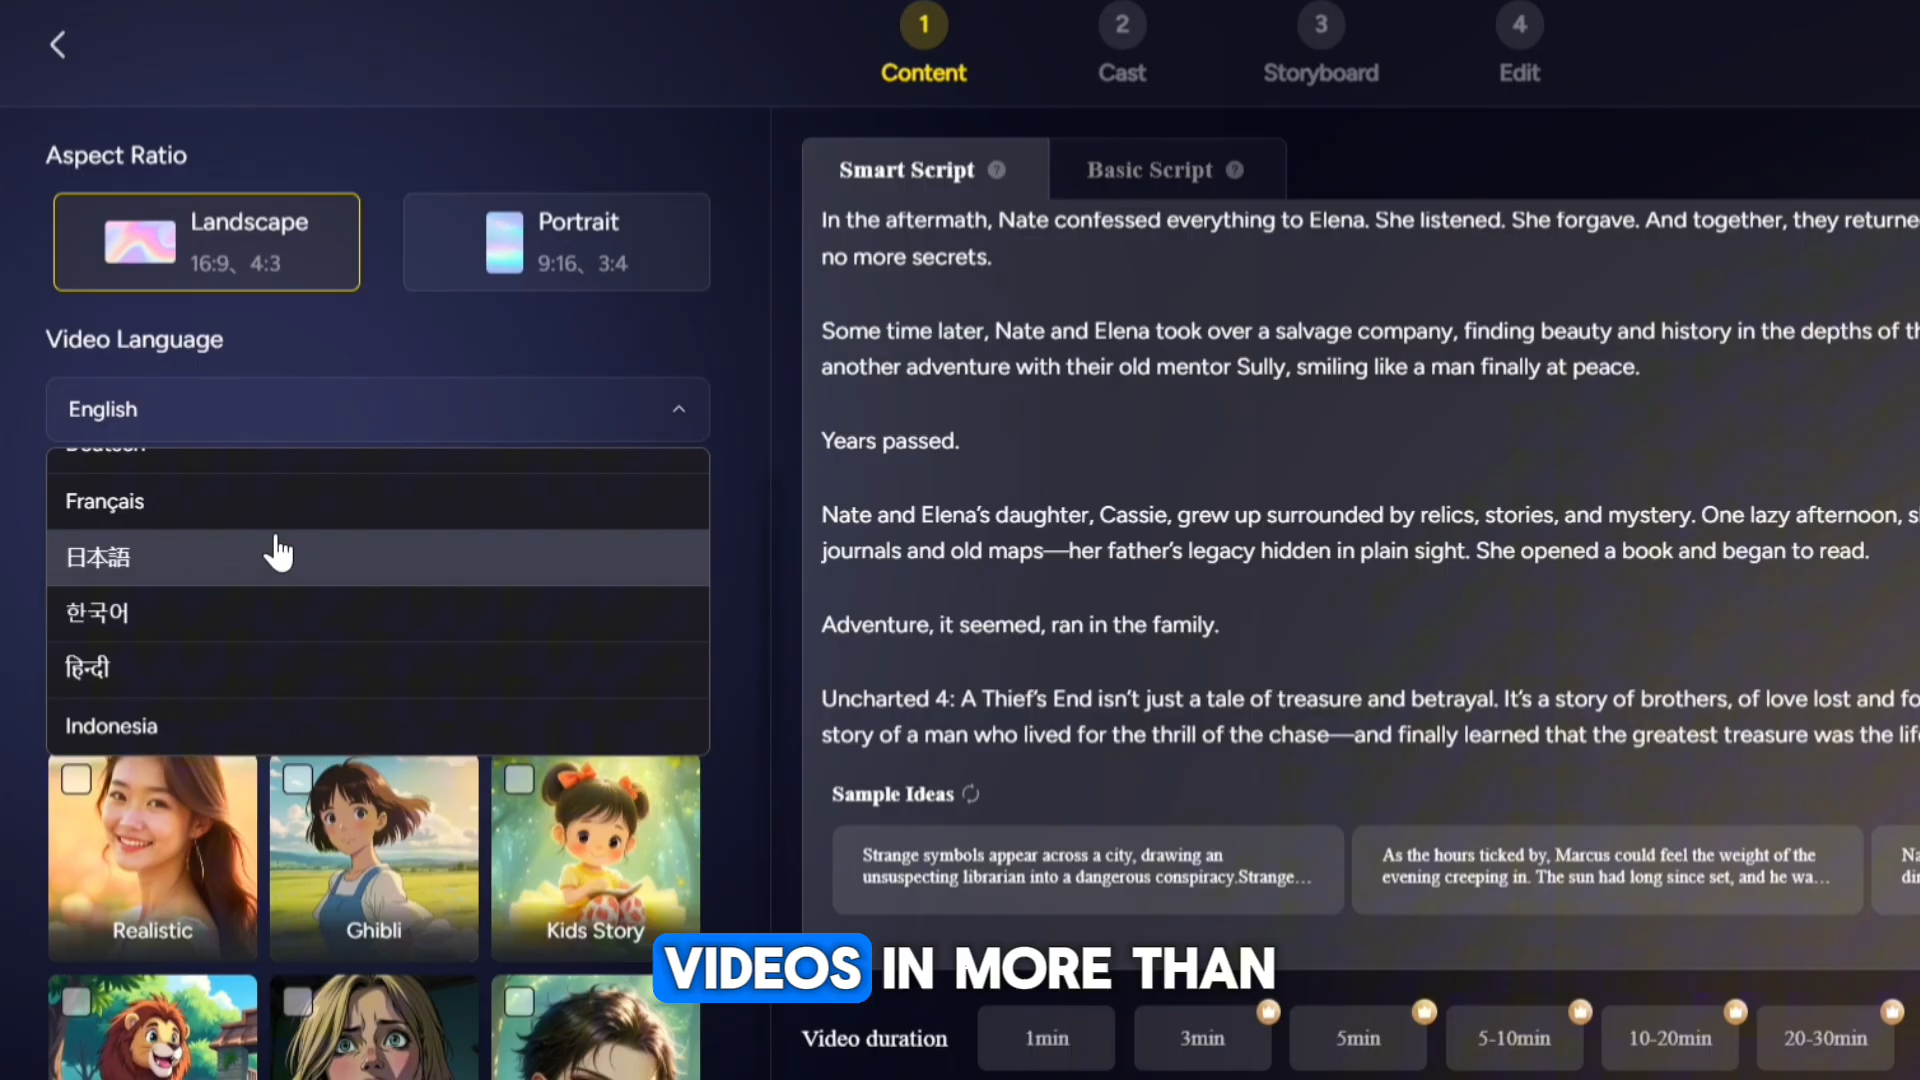 1
2
3
4
Content
Cast
Storyboard
Edit
Aspect Ratio
Landscape
16:9、4:3
Portrait
9:16、3:4
Video Language
English
Deutsch
Français
日本語
한국어
हिन्दी
Indonesia
Realistic
Ghibli
Kids Story
Smart Script ?
Basic Script ?
In the aftermath, Nate confessed everything to Elena. She listened. She forgave. And together, they returne
no more secrets.
Some time later, Nate and Elena took over a salvage company, finding beauty and history in the depths of th
another adventure with their old mentor Sully, smiling like a man finally at peace.
Years passed.
Nate and Elena's daughter, Cassie, grew up surrounded by relics, stories, and mystery. One lazy afternoon, s
journals and old maps—her father's legacy hidden in plain sight. She opened a book and began to read.
Adventure, it seemed, ran in the family.
Uncharted 4: A Thief's End isn't just a tale of treasure and betrayal. It's a story of brothers, of love lost and fo
story of a man who lived for the thrill of the chase—and finally learned that the greatest treasure was the lif
Sample Ideas
Strange symbols appear across a city, drawing an
unsuspecting librarian into a dangerous conspiracy.Strange...
As the hours ticked by, Marcus could feel the weight of the
evening creeping in. The sun had long since set, and he wa...
Na
VIDEOS IN MORE THAN
Video duration
1min
3min
5min
5-10min
10-20min
20-30min